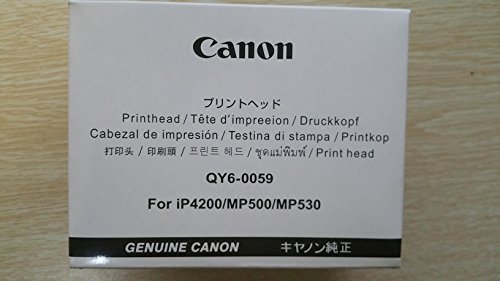 Canon
プリントヘッド
Printhead / Tête d'impreeion / Druckkopf
Cabezal de impresión / Testina di stampa / Printkop
打印头 / 印刷頭 / 프린트 헤드 / ชุดแม่พิมพ์ / Print head
QY6-0059
For iP4200/MP500/MP530
GENUINE CANON キヤノン純正